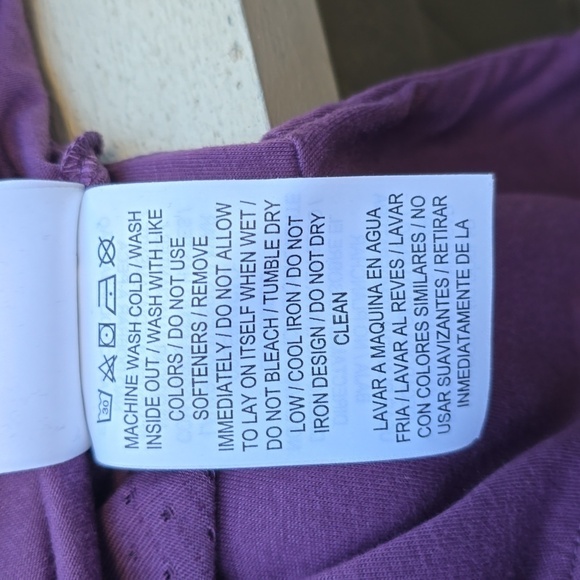 30
MACHINE WASH COLD / WASH
INSIDE OUT / WASH WITH LIKE
COLORS / DO NOT USE
SOFTENERS / REMOVE
IMMEDIATELY / DO NOT ALLOW
TO LAY ON ITSELF WHEN WET /
DO NOT BLEACH / TUMBLE DRY
LOW / COOL IRON / DO NOT
IRON DESIGN / DO NOT DRY
CLEAN
LAVAR A MAQUINA EN AGUA
FRIA / LAVAR AL REVES / LAVAR
CON COLORES SIMILARES / NO
USAR SUAVIZANTES / RETIRAR
INMEDIATAMENTE DE LA